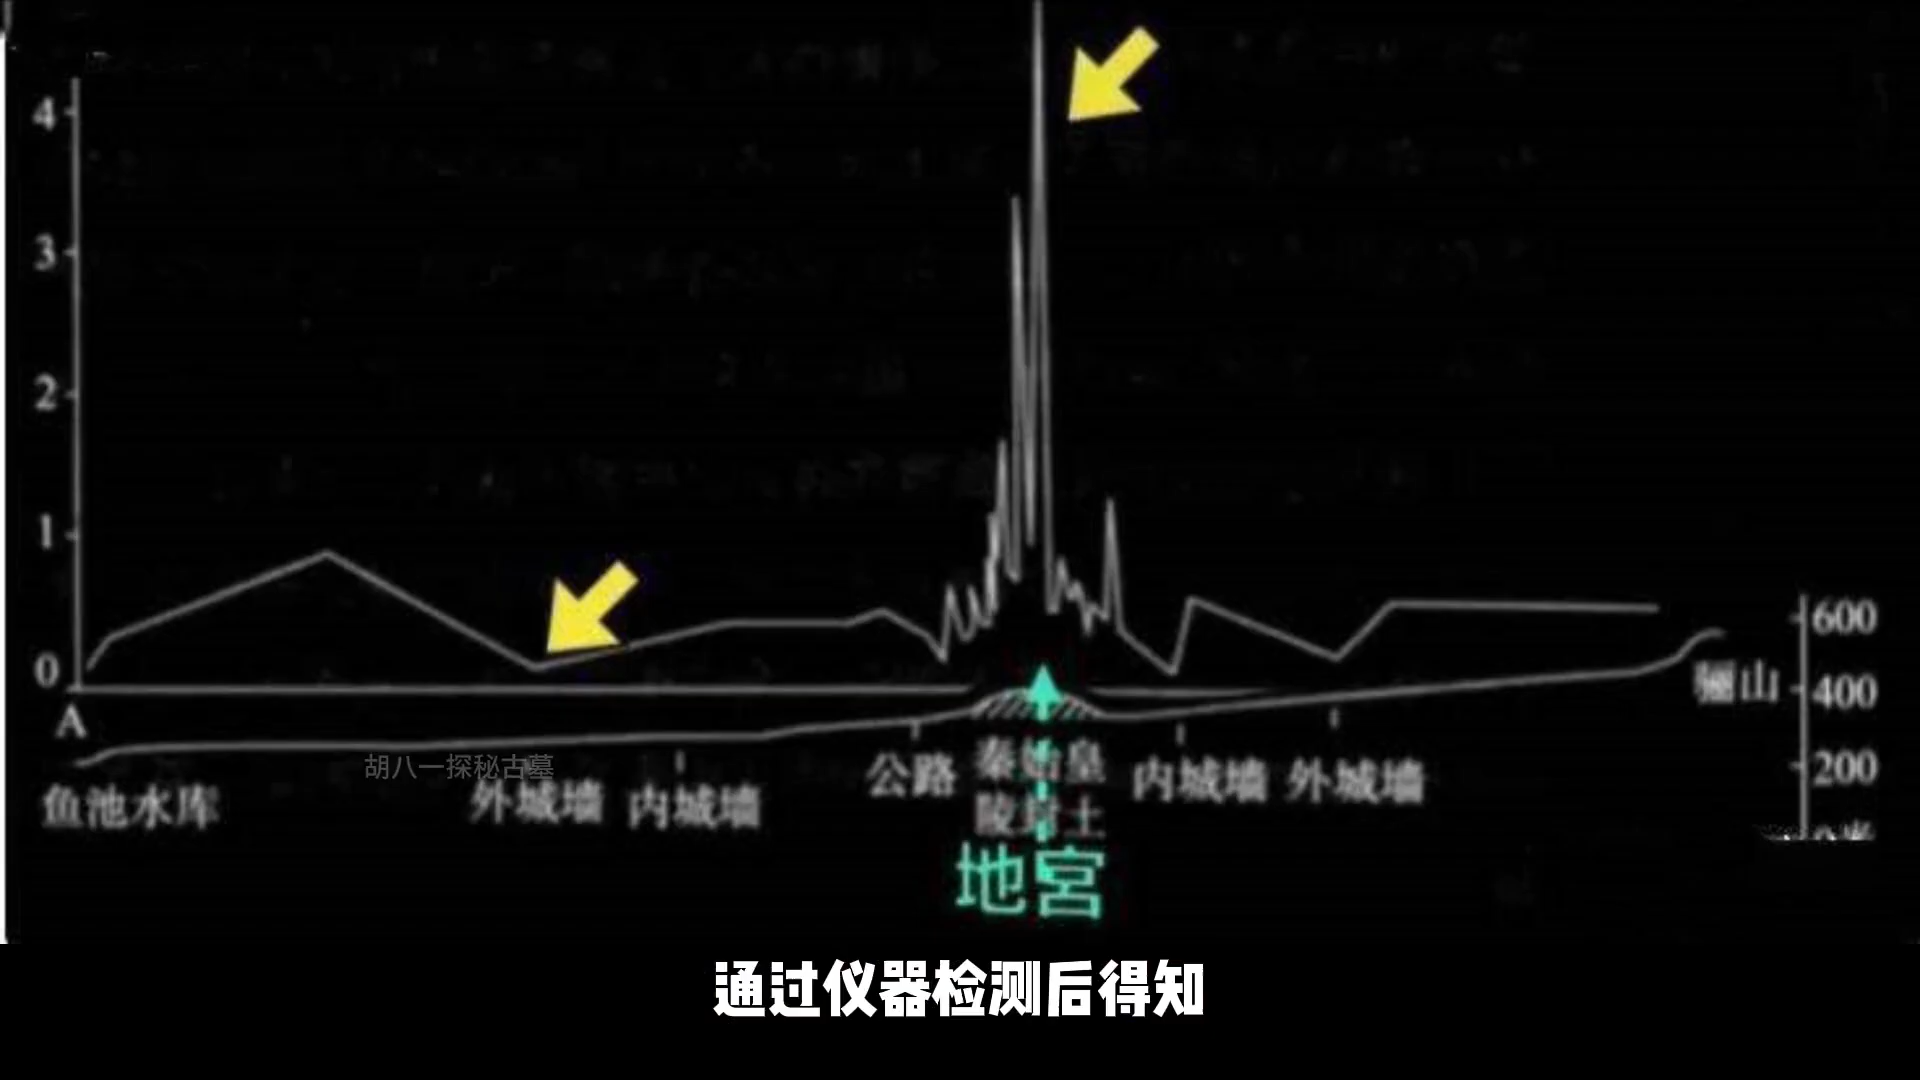 4
3
2
1
0
A
600
400
200
骊山
鱼池水库
外城墙
内城墙
公路
秦始皇
陵封土
内城墙
外城墙
胡八一探秘古墓
地宮
通过仪器检测后得知